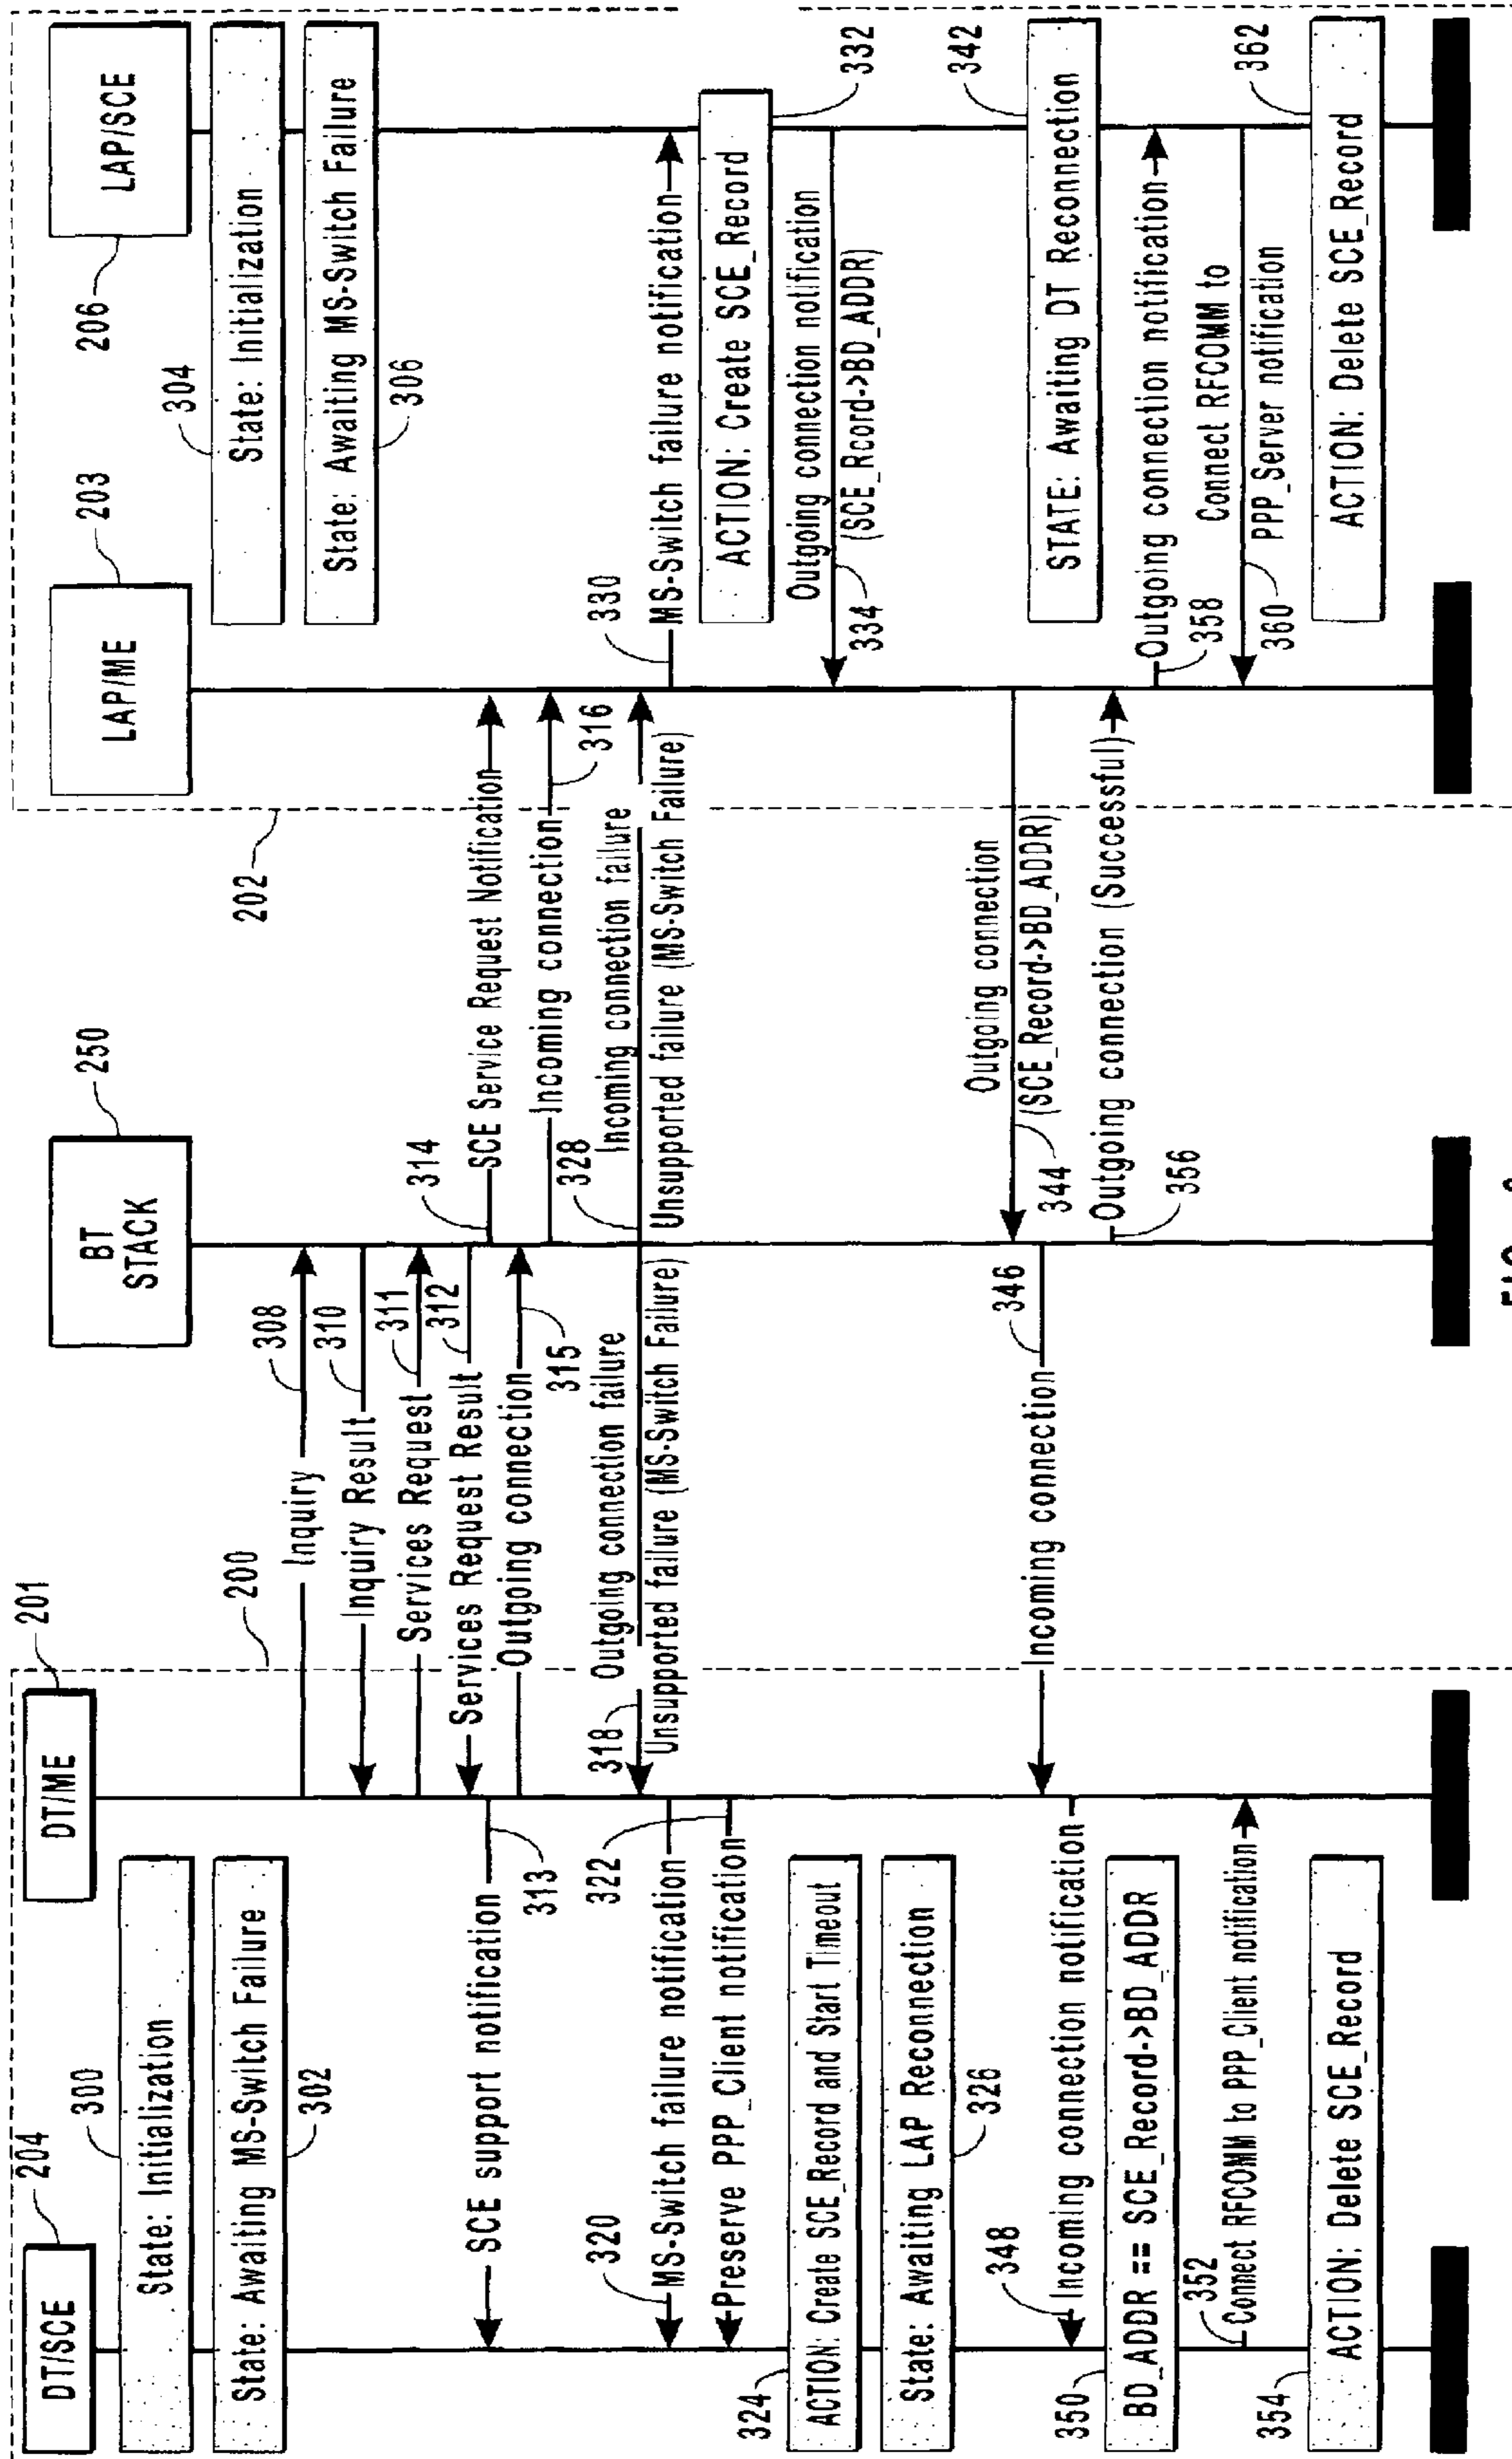 DT/SCE
204
DT/ME
201
BT
STACK
250
LAP/ME
203
LAP/SCE
206
State: Initialization
300
State: Awaiting MS-Switch Failure
302
304
State: Initialization
State: Awaiting MS-Switch Failure
306
200
202
Inquiry
308
Inquiry Result
310
Services Request
311
Services Request Result
312
SCE support notification
313
314
SCE Service Request Notification
Outgoing connection
315
Incoming connection
316
318
Outgoing connection failure
Unsupported failure (MS-Switch Failure)
328
Incoming connection failure
Unsupported failure (MS-Switch Failure)
320
MS-Switch failure notification
330
MS-Switch failure notification
Preserve PPP_Client notification
322
324
ACTION: Create SCE_Record and Start Timeout
State: Awaiting LAP Reconnection
326
ACTION: Create SCE_Record
332
Outgoing connection notification
(SCE_Rcord->BD_ADDR)
334
STATE: Awaiting DT Reconnection
342
Outgoing connection
(SCE_Record->BD_ADDR)
344
Incoming connection
346
348
Incoming connection notification
350
BD_ADDR == SCE_Record->BD_ADDR
Outgoing connection (Successful)
356
Outgoing connection notification
358
352
Connect RFCOMM to PPP_Client notification
Connect RFCOMM to
PPP_Server notification
360
354
ACTION: Delete SCE_Record
ACTION: Delete SCE_Record
362